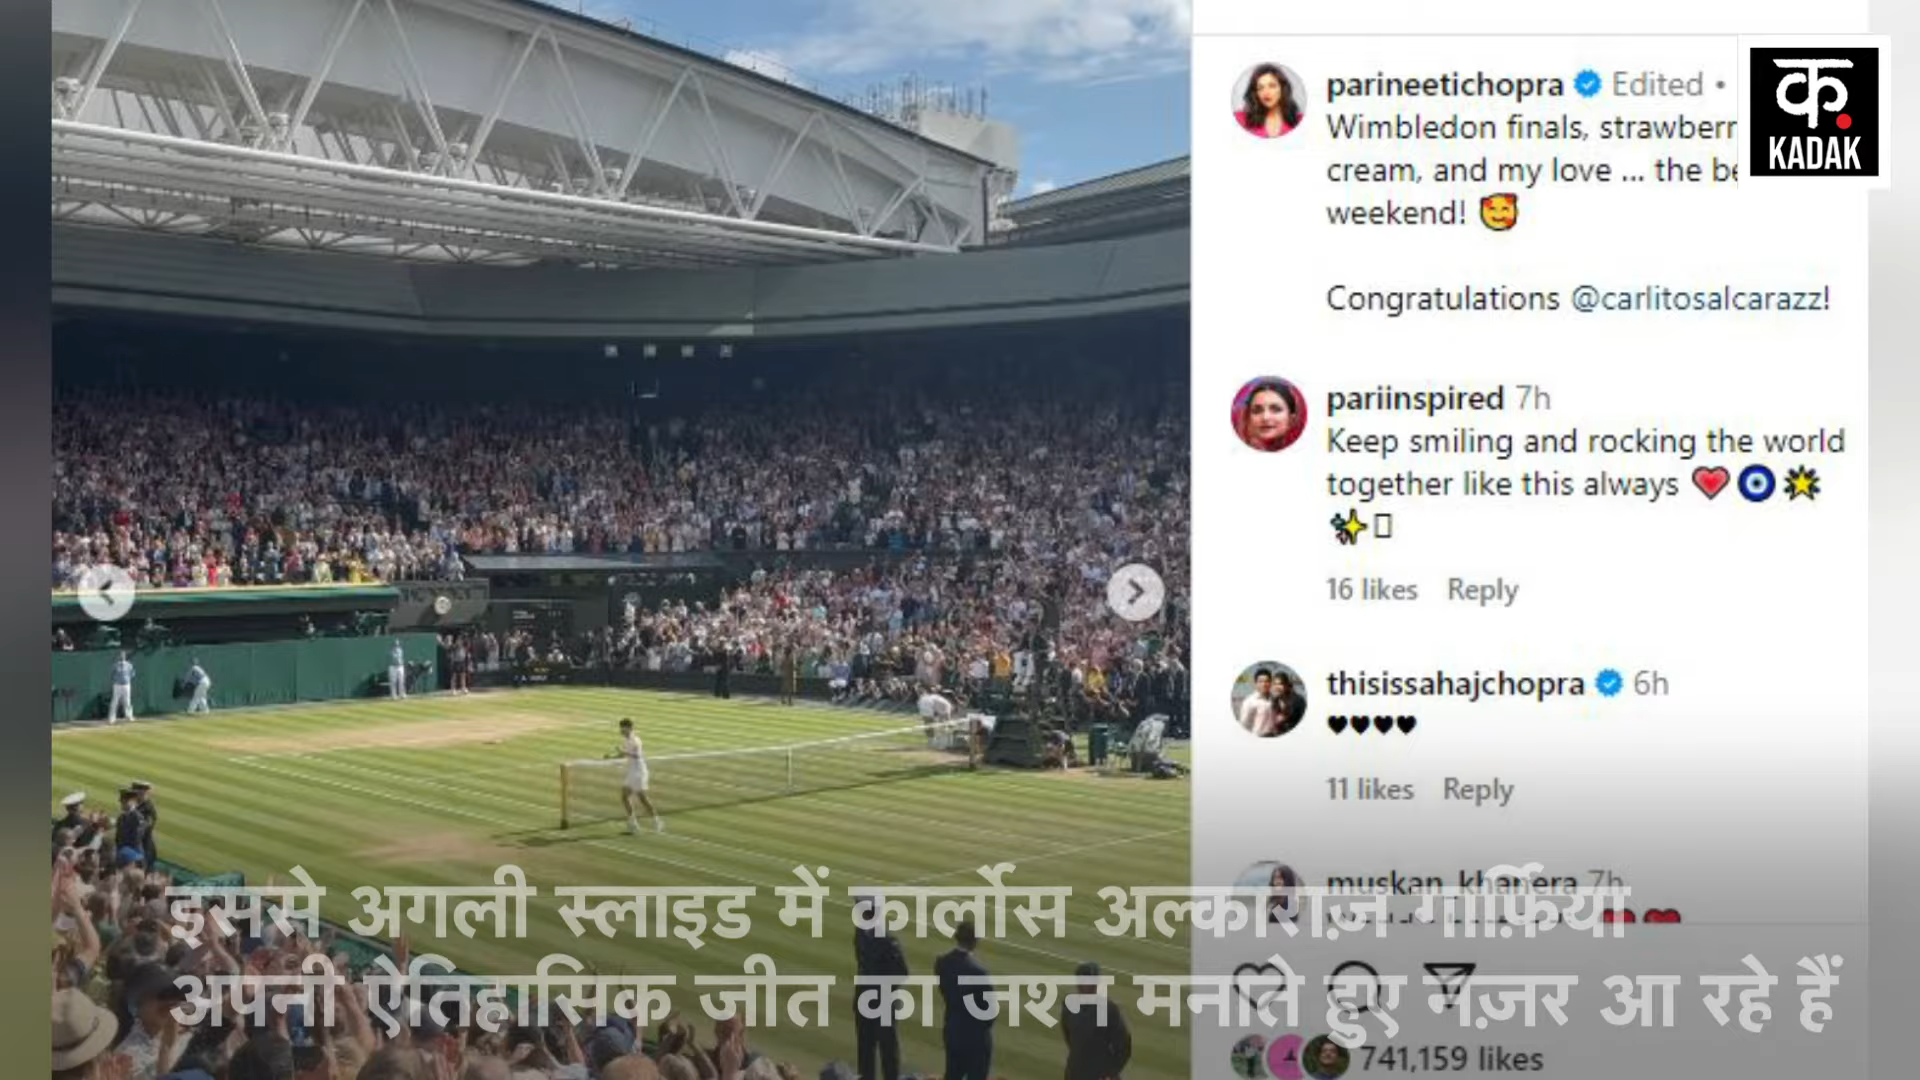 parineetichopra Edited •
Wimbledon finals, strawberr
cream, and my love ... the be
weekend! 🥰
Congratulations @carlitosalcarazz!
pariinspired 7h
Keep smiling and rocking the world
together like this always ❤️🧿🌟
✨
16 likes Reply
thisissahajchopra 6h
♥♥♥♥
11 likes Reply
muskan_khanera 7h
741,159 likes
क.
KADAK
इससे अगली स्लाइड में कार्लोस अल्काराज़ गार्फ़िया
अपनी ऐतिहासिक जीत का जश्न मनाते हुए नज़र आ रहे हैं